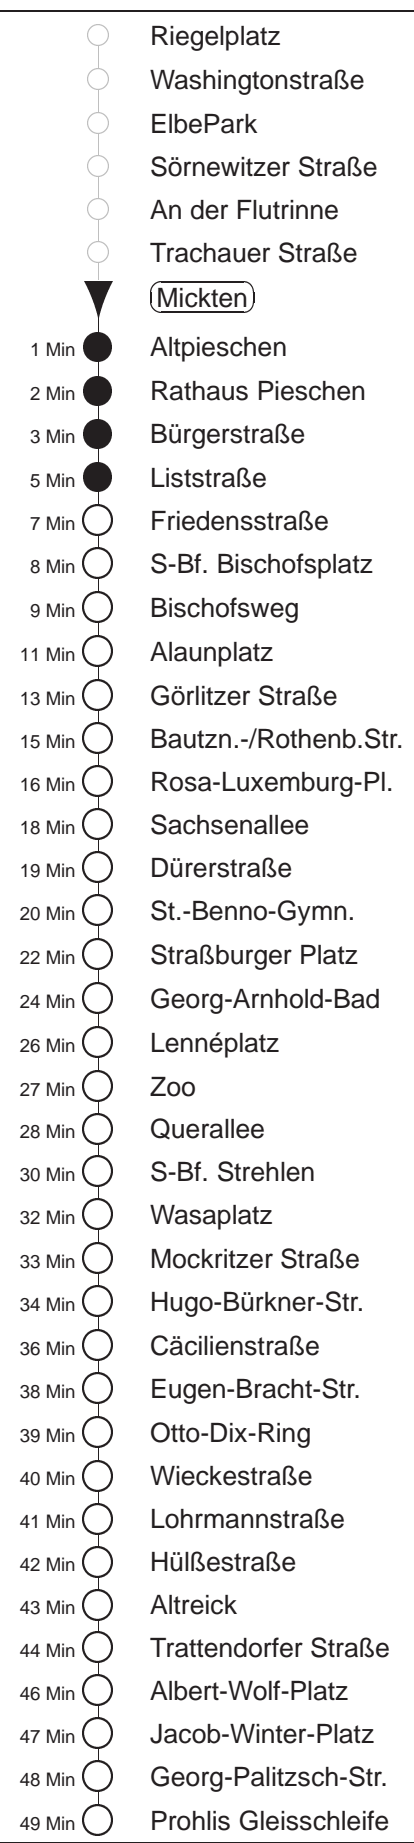 Riegelplatz
Washingtonstraße
ElbePark
Sörnewitzer Straße
An der Flutrinne
Trachauer Straße
Mickten
1 Min Altpieschen
2 Min Rathaus Pieschen
3 Min Bürgerstraße
5 Min Liststraße
7 Min Friedensstraße
8 Min S-Bf. Bischofsplatz
9 Min Bischofsweg
11 Min Alaunplatz
13 Min Görlitzer Straße
15 Min Bautzn.-/Rothenb.Str.
16 Min Rosa-Luxemburg-Pl.
18 Min Sachsenallee
19 Min Dürerstraße
20 Min St.-Benno-Gymn.
22 Min Straßburger Platz
24 Min Georg-Arnhold-Bad
26 Min Lennéplatz
27 Min Zoo
28 Min Querallee
30 Min S-Bf. Strehlen
32 Min Wasaplatz
33 Min Mockritzer Straße
34 Min Hugo-Bürkner-Str.
36 Min Cäcilienstraße
38 Min Eugen-Bracht-Str.
39 Min Otto-Dix-Ring
40 Min Wieckestraße
41 Min Lohrmannstraße
42 Min Hülßestraße
43 Min Altreick
44 Min Trattendorfer Straße
46 Min Albert-Wolf-Platz
47 Min Jacob-Winter-Platz
48 Min Georg-Palitzsch-Str.
49 Min Prohlis Gleisschleife